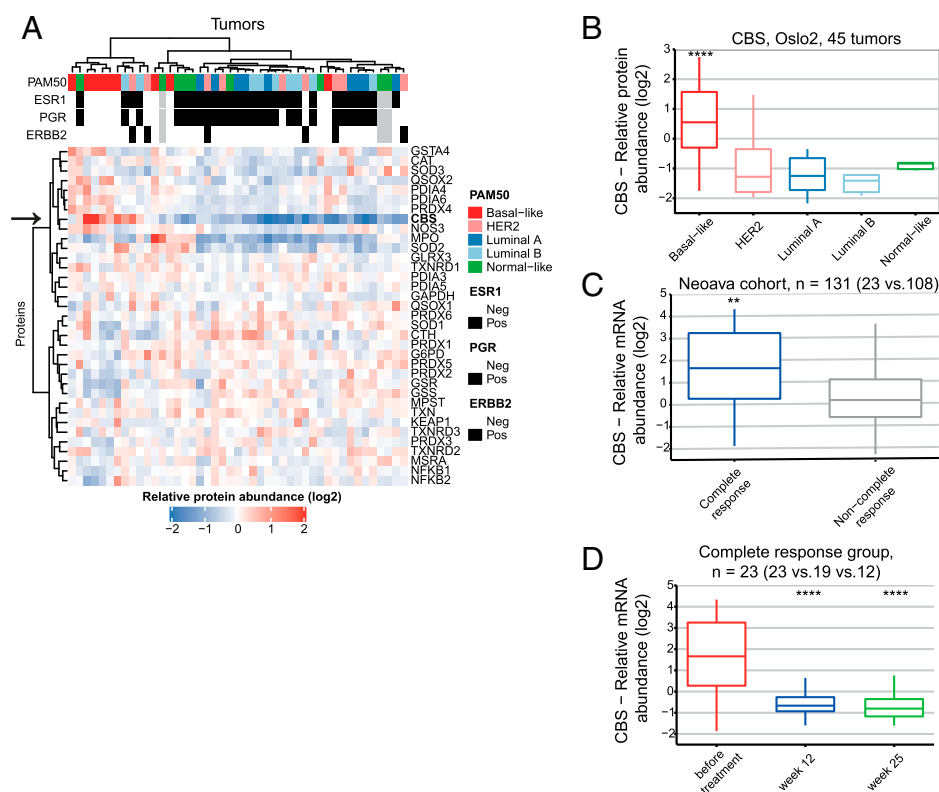 A
Tumors
PAM50
ESR1
PGR
ERBB2
Proteins
GSTA4
CAT
SOD3
QSOX2
PDIA4
PDIA6
PRDX4
CBS
NOS3
MPO
SOD2
GLRX3
TXNRD1
PDIA3
PDIA5
GAPDH
QSOX1
PRDX6
SOD1
CTH
PRDX1
G6PD
PRDX5
PRDX2
GSR
GSS
MPST
TXN
KEAP1
TXNRD3
PRDX3
TXNRD2
MSRA
NFKB1
NFKB2
PAM50
Basal−like
HER2
Luminal A
Luminal B
Normal−like
ESR1
Neg
Pos
PGR
Neg
Pos
ERBB2
Neg
Pos
Relative protein abundance (log2)
−2 −1 0 1 2
B
CBS, Oslo2, 45 tumors
CBS − Relative protein
abundance (log2)
3
2
1
0
−1
−2
****
Basal−like
HER2
Luminal A
Luminal B
Normal−like
C
Neoava cohort, n = 131 (23 vs.108)
CBS − Relative mRNA
abundance (log2)
5
4
3
2
1
0
−1
−2
**
Complete
response
Non−complete
response
D
Complete response group,
n = 23 (23 vs.19 vs.12)
CBS − Relative mRNA
abundance (log2)
5
4
3
2
1
0
−1
−2
**** ****
before
treatment
week 12
week 25